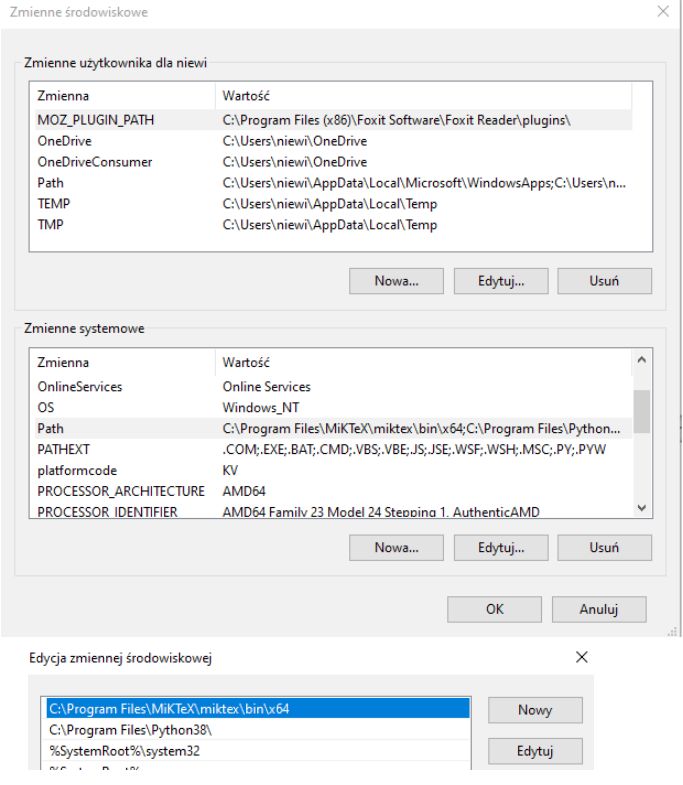 Zmienne środowiskowe
Zmienne użytkownika dla niewi
Zmienna Wartość
MOZ_PLUGIN_PATH C:\Program Files (x86)\Foxit Software\Foxit Reader\plugins\
OneDrive C:\Users\niewi\OneDrive
OneDriveConsumer C:\Users\niewi\OneDrive
Path C:\Users\niewi\AppData\Local\Microsoft\WindowsApps;C:\Users\n...
TEMP C:\Users\niewi\AppData\Local\Temp
TMP C:\Users\niewi\AppData\Local\Temp
Nowa... Edytuj... Usuń
Zmienne systemowe
Zmienna Wartość
OnlineServices Online Services
OS Windows_NT
Path C:\Program Files\MiKTeX\miktex\bin\x64;C:\Program Files\Python...
PATHEXT .COM;.EXE;.BAT;.CMD;.VBS;.VBE;.JS;.JSE;.WSF;.WSH;.MSC;.PY;.PYW
platformcode KV
PROCESSOR_ARCHITECTURE AMD64
PROCESSOR_IDENTIFIER AMD64 Family 23 Model 24 Stepping 1, AuthenticAMD
Nowa... Edytuj... Usuń
OK Anuluj
Edycja zmiennej środowiskowej
C:\Program Files\MiKTeX\miktex\bin\x64
Nowy
C:\Program Files\Python38\
%SystemRoot%\system32
Edytuj